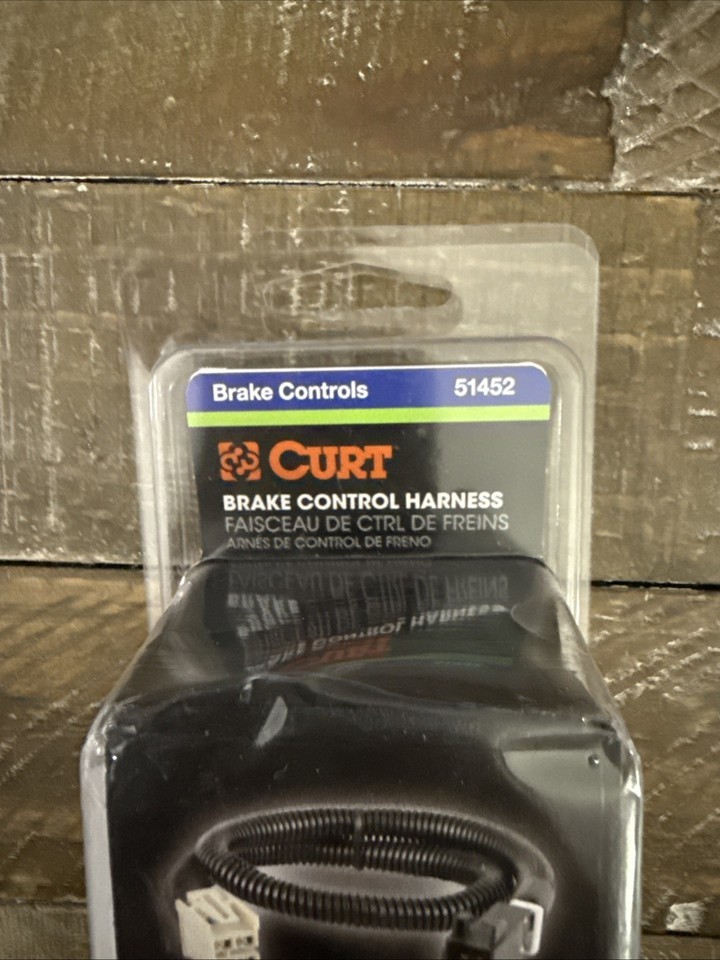 Brake Controls 51452
CURT
BRAKE CONTROL HARNESS
FAISCEAU DE CTRL DE FREINS
ARNÉS DE CONTROL DE FRENO